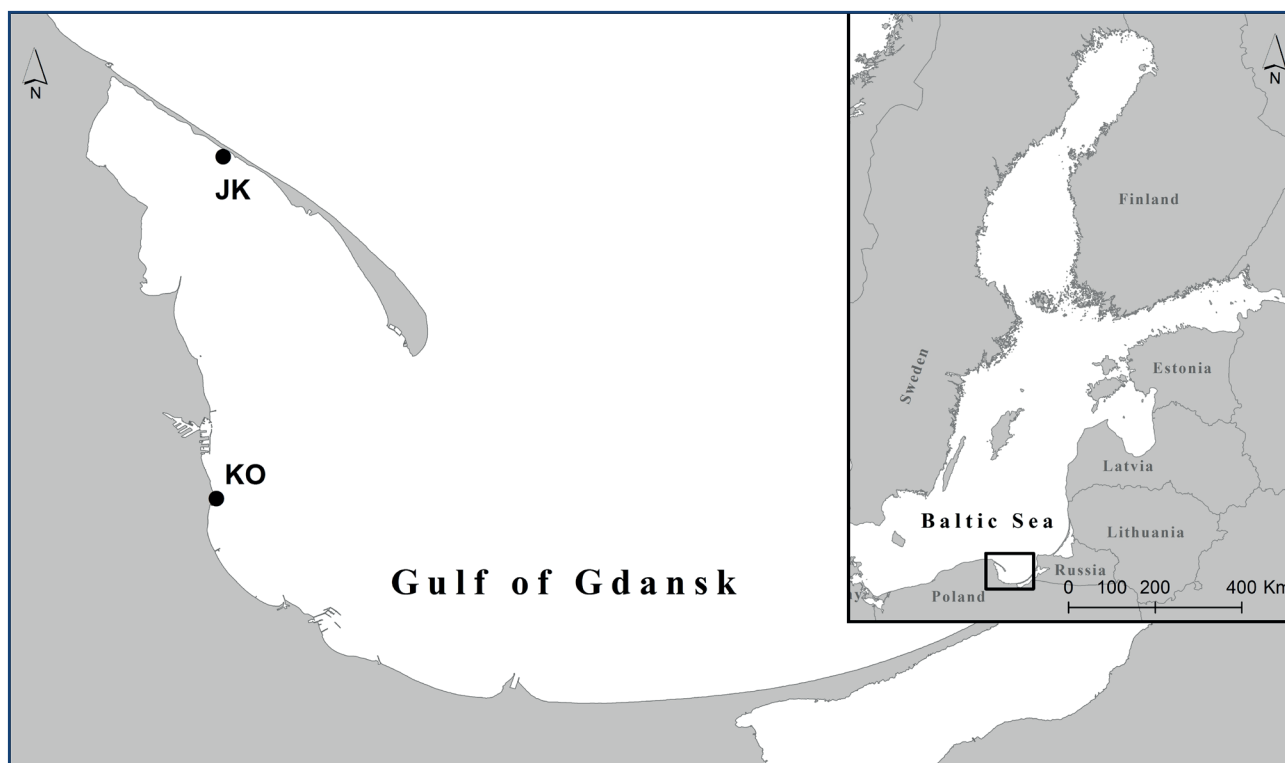 N
JK
KO
Gulf of Gdansk
N
Finland
Sweden
Estonia
Latvia
Baltic Sea
Lithuania
Russia
Poland
0 100 200 400 Km